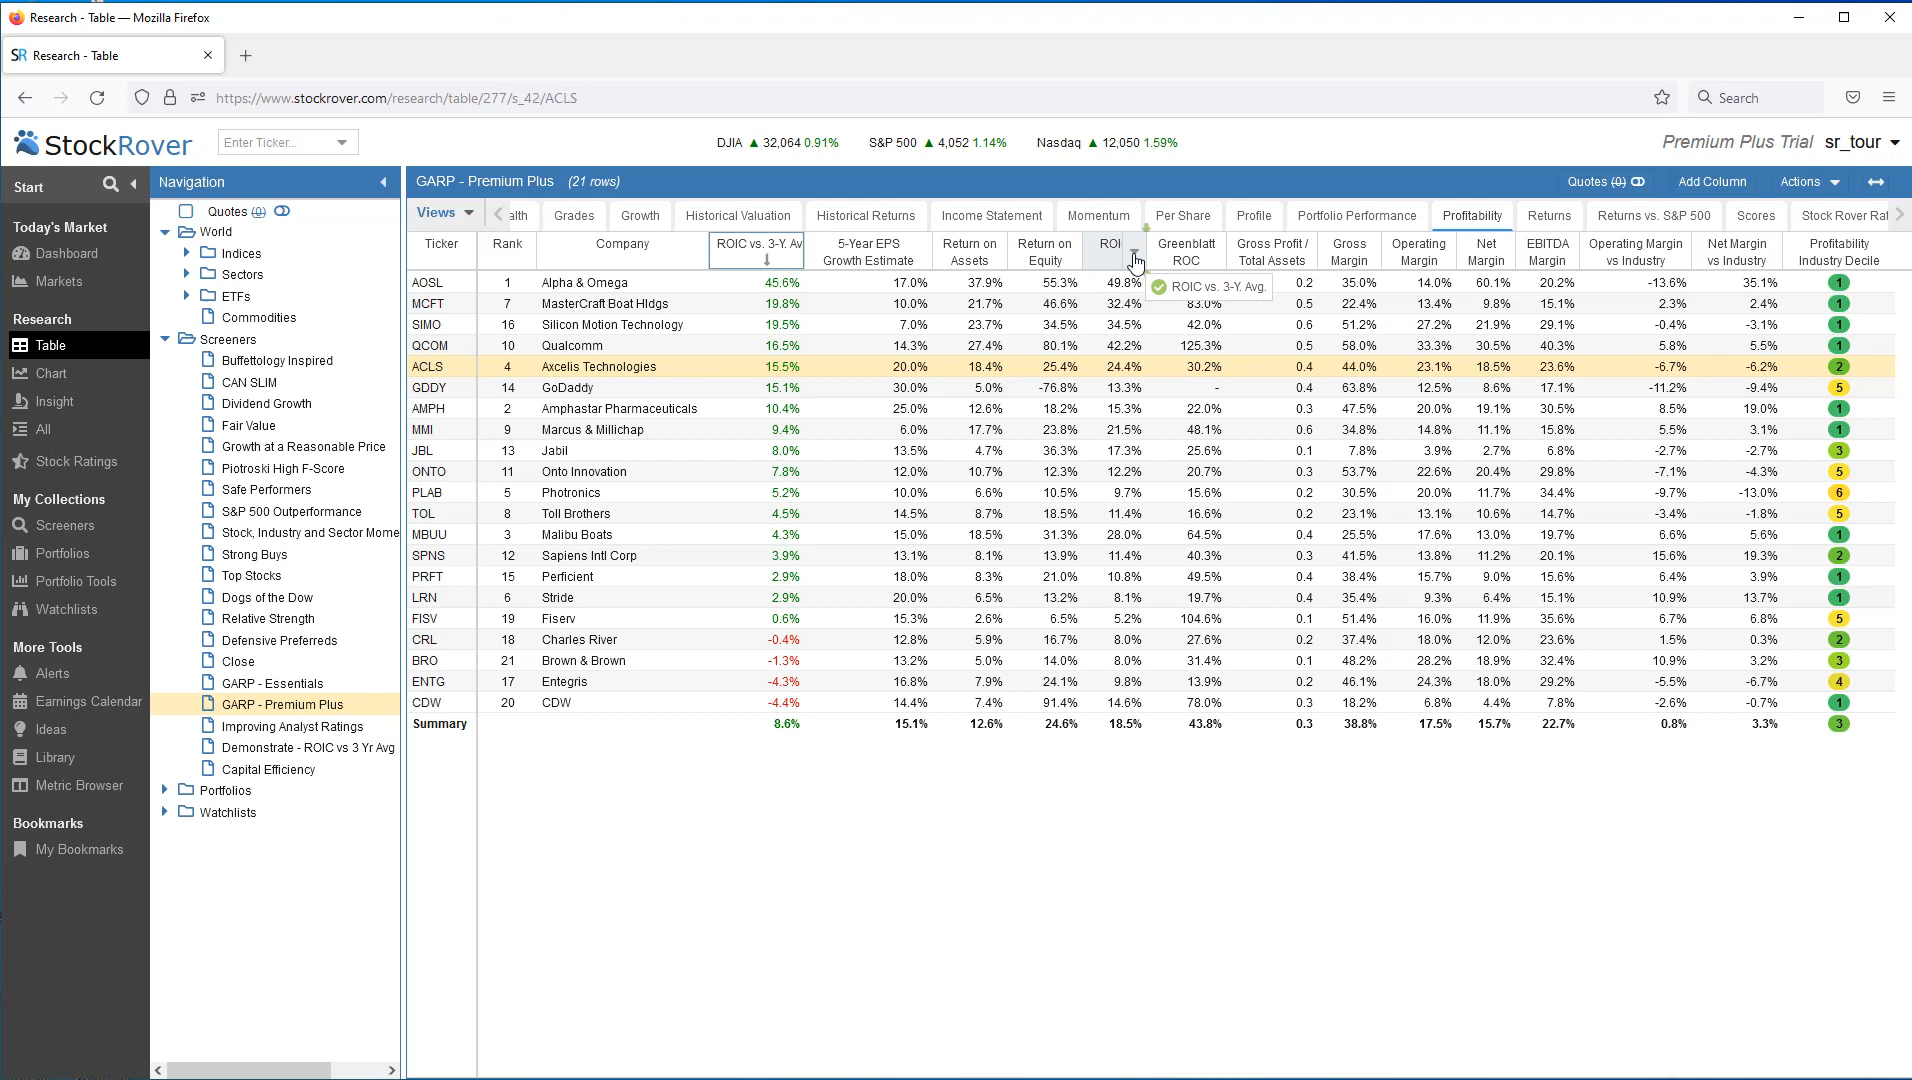 Research - Table — Mozilla Firefox
SR Research - Table
https://www.stockrover.com/research/table/277/s_42/ACLS
Search
StockRover
Enter Ticker...
DJIA ▲ 32,064 0.91% S&P 500 ▲ 4,052 1.14% Nasdaq ▲ 12,050 1.59%
Premium Plus Trial sr_tour
Start
Today's Market
Dashboard
Markets
Research
Table
Chart
Insight
All
Stock Ratings
My Collections
Screeners
Portfolios
Portfolio Tools
Watchlists
More Tools
Alerts
Earnings Calendar
Ideas
Library
Metric Browser
Bookmarks
My Bookmarks
Navigation
Quotes (0)
World
Indices
Sectors
ETFs
Commodities
Screeners
Buffettology Inspired
CAN SLIM
Dividend Growth
Fair Value
Growth at a Reasonable Price
Piotroski High F-Score
Safe Performers
S&P 500 Outperformance
Stock, Industry and Sector Mome
Strong Buys
Top Stocks
Dogs of the Dow
Relative Strength
Defensive Preferreds
Close
GARP - Essentials
GARP - Premium Plus
Improving Analyst Ratings
Demonstrate - ROIC vs 3 Yr Avg
Capital Efficiency
Portfolios
Watchlists
GARP - Premium Plus (21 rows)
Quotes (0) Add Column Actions
Views alth Grades Growth Historical Valuation Historical Returns Income Statement Momentum Per Share Profile Portfolio Performance Profitability Returns Returns vs. S&P 500 Scores Stock Rover Rat
Ticker Rank Company ROIC vs. 3-Y. Av 5-Year EPS Growth Estimate Return on Assets Return on Equity ROI Greenblatt ROC Gross Profit / Total Assets Gross Margin Operating Margin Net Margin EBITDA Margin Operating Margin vs Industry Net Margin vs Industry Profitability Industry Decile
ROIC vs. 3-Y. Avg.
AOSL 1 Alpha & Omega 45.6% 17.0% 37.9% 55.3% 49.8% 0.2 35.0% 14.0% 60.1% 20.2% -13.6% 35.1% 1
MCFT 7 MasterCraft Boat Hldgs 19.8% 10.0% 21.7% 46.6% 32.4% 83.0% 0.5 22.4% 13.4% 9.8% 15.1% 2.3% 2.4% 1
SIMO 16 Silicon Motion Technology 19.5% 7.0% 23.7% 34.5% 34.5% 42.0% 0.6 51.2% 27.2% 21.9% 29.1% -0.4% -3.1% 1
QCOM 10 Qualcomm 16.5% 14.3% 27.4% 80.1% 42.2% 125.3% 0.5 58.0% 33.3% 30.5% 40.3% 5.8% 5.5% 1
ACLS 4 Axcelis Technologies 15.5% 20.0% 18.4% 25.4% 24.4% 30.2% 0.4 44.0% 23.1% 18.5% 23.6% -6.7% -6.2% 2
GDDY 14 GoDaddy 15.1% 30.0% 5.0% -76.8% 13.3% - 0.4 63.8% 12.5% 8.6% 17.1% -11.2% -9.4% 5
AMPH 2 Amphastar Pharmaceuticals 10.4% 25.0% 12.6% 18.2% 15.3% 22.0% 0.3 47.5% 20.0% 19.1% 30.5% 8.5% 19.0% 1
MMI 9 Marcus & Millichap 9.4% 6.0% 17.7% 23.8% 21.5% 48.1% 0.6 34.8% 14.8% 11.1% 15.8% 5.5% 3.1% 1
JBL 13 Jabil 8.0% 13.5% 4.7% 36.3% 17.3% 25.6% 0.1 7.8% 3.9% 2.7% 6.8% -2.7% -2.7% 3
ONTO 11 Onto Innovation 7.8% 12.0% 10.7% 12.3% 12.2% 20.7% 0.3 53.7% 22.6% 20.4% 29.8% -7.1% -4.3% 5
PLAB 5 Photronics 5.2% 10.0% 6.6% 10.5% 9.7% 15.6% 0.2 30.5% 20.0% 11.7% 34.4% -9.7% -13.0% 6
TOL 8 Toll Brothers 4.5% 14.5% 8.7% 18.5% 11.4% 16.6% 0.2 23.1% 13.1% 10.6% 14.7% -3.4% -1.8% 5
MBUU 3 Malibu Boats 4.3% 15.0% 18.5% 31.3% 28.0% 64.5% 0.4 25.5% 17.6% 13.0% 19.7% 6.6% 5.6% 1
SPNS 12 Sapiens Intl Corp 3.9% 13.1% 8.1% 13.9% 11.4% 40.3% 0.3 41.5% 13.8% 11.2% 20.1% 15.6% 19.3% 2
PRFT 15 Perficient 2.9% 18.0% 8.3% 21.0% 10.8% 49.5% 0.4 38.4% 15.7% 9.0% 15.6% 6.4% 3.9% 1
LRN 6 Stride 2.9% 20.0% 6.5% 13.2% 8.1% 19.7% 0.4 35.4% 9.3% 6.4% 15.1% 10.9% 13.7% 1
FISV 19 Fiserv 0.6% 15.3% 2.6% 6.5% 5.2% 104.6% 0.1 51.4% 16.0% 11.9% 35.6% 6.7% 6.8% 5
CRL 18 Charles River -0.4% 12.8% 5.9% 16.7% 8.0% 27.6% 0.2 37.4% 18.0% 12.0% 23.6% 1.5% 0.3% 2
BRO 21 Brown & Brown -1.3% 13.2% 5.0% 14.0% 8.0% 31.4% 0.1 48.2% 28.2% 18.9% 32.4% 10.9% 3.2% 3
ENTG 17 Entegris -4.3% 16.8% 7.9% 24.1% 9.8% 13.9% 0.2 46.1% 24.3% 18.0% 29.2% -5.5% -6.7% 4
CDW 20 CDW -4.4% 14.4% 7.4% 91.4% 14.6% 78.0% 0.3 18.2% 6.8% 4.4% 7.8% -2.6% -0.7% 1
Summary 8.6% 15.1% 12.6% 24.6% 18.5% 43.8% 0.3 38.8% 17.5% 15.7% 22.7% 0.8% 3.3% 3